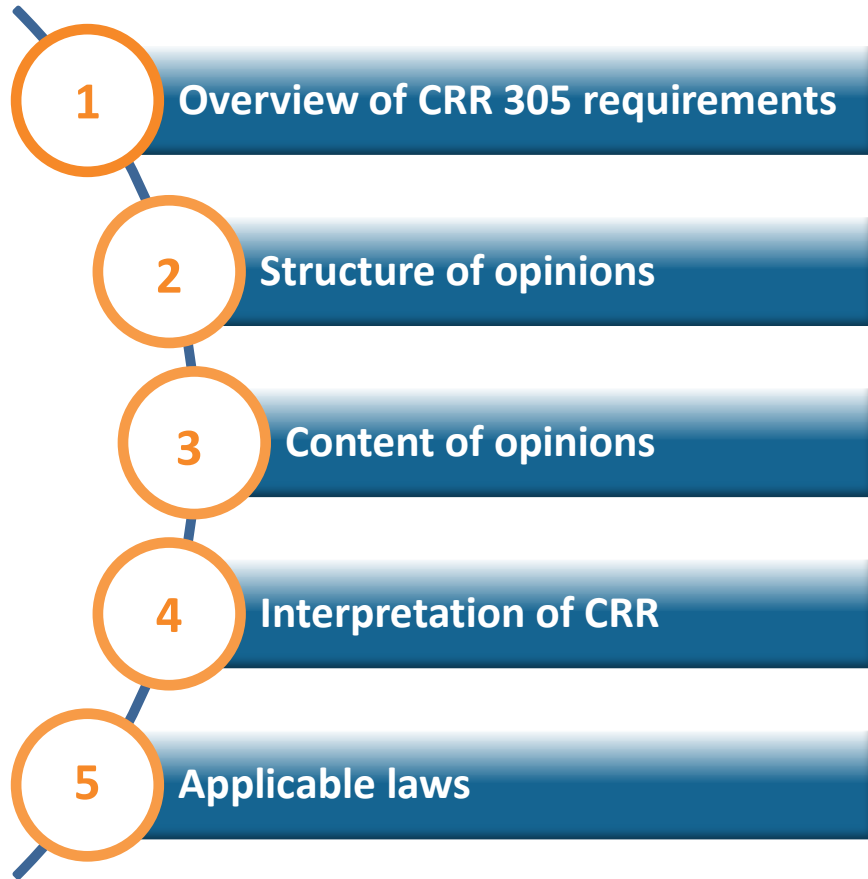 1 Overview of CRR 305 requirements
2 Structure of opinions
3 Content of opinions
4 Interpretation of CRR
5 Applicable laws